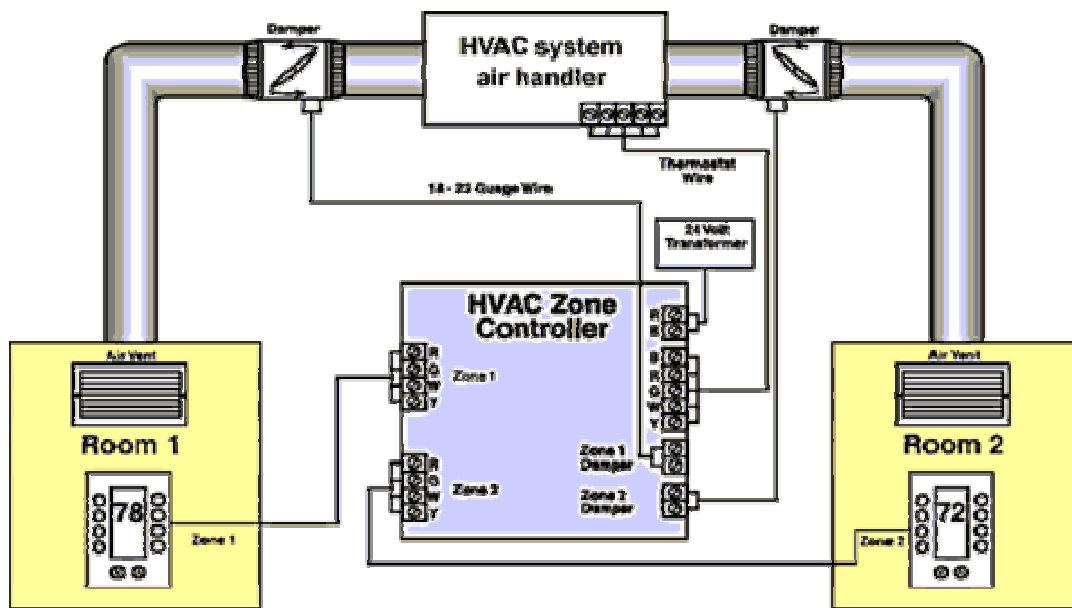 Damper
HVAC system
air handler
Damper
Thermostat
Wire
18 - 22 Guage Wire
24 Volt
Transformer
HVAC Zone
Controller
R
B
R
G
W
Y
Zone 1
B
R
G
W
Y
Zone 1
Damper
R
G
W
Y
Zone 2
Zone 2
Damper
Air Vent
Room 1
78
Zone 1
Air Vent
Room 2
72
Zone 2